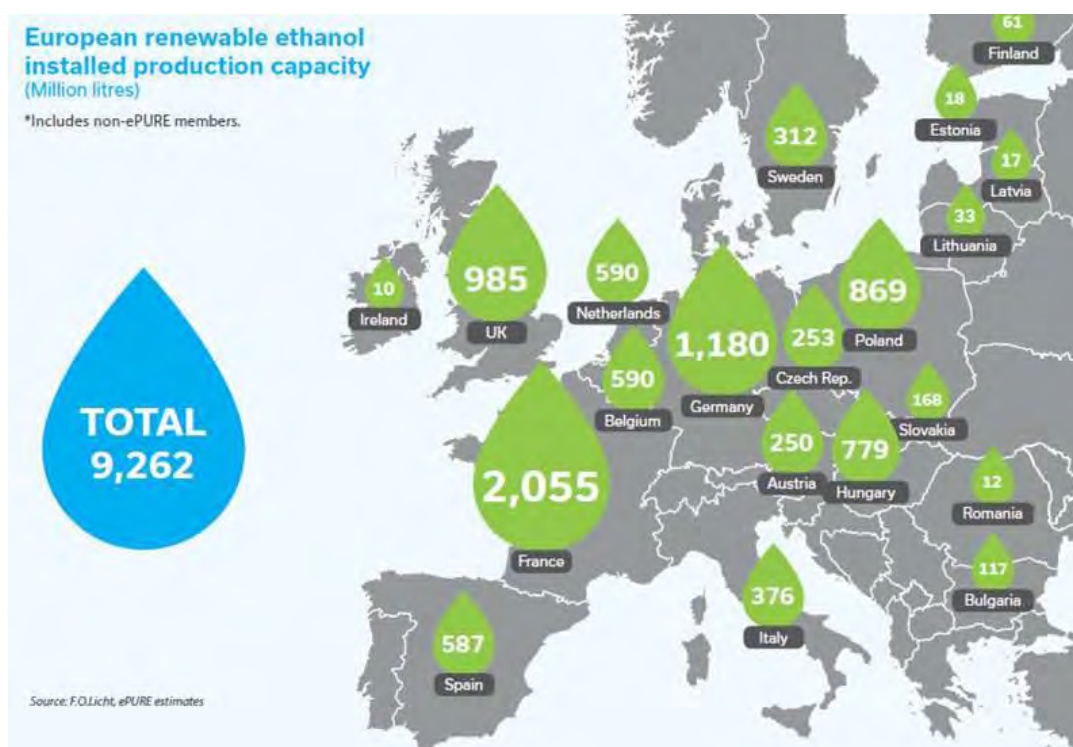 European renewable ethanol
installed production capacity
(Million litres)
*Includes non-ePURE members.
TOTAL
9,262
61
Finland
18
Estonia
312
Sweden
17
Latvia
33
Lithuania
10
Ireland
985
UK
590
Netherlands
1,180
Germany
869
Poland
253
Czech Rep.
590
Belgium
168
Slovakia
250
Austria
779
Hungary
2,055
France
12
Romania
117
Bulgaria
376
Italy
587
Spain
Source: F.O.Licht, ePURE estimates